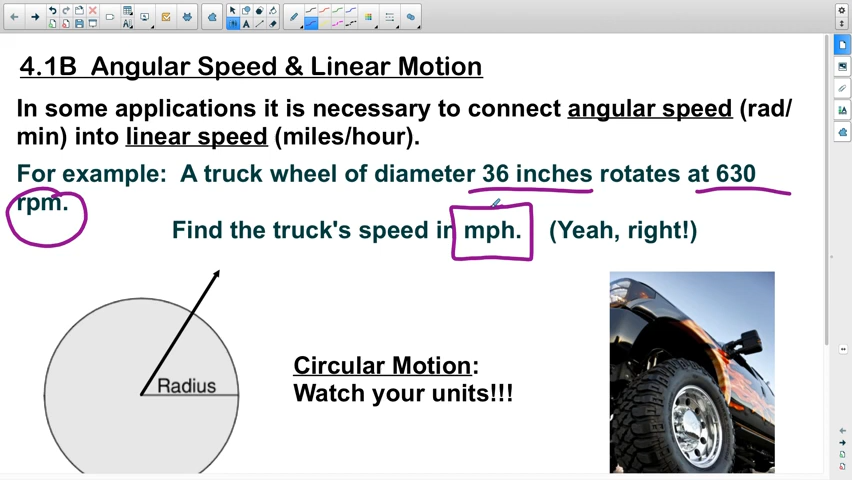 4.1B Angular Speed & Linear Motion
In some applications it is necessary to connect angular speed (rad/
min) into linear speed (miles/hour).
For example: A truck wheel of diameter 36 inches rotates at 630
rpm.
Find the truck's speed in mph. (Yeah, right!)
Radius
Circular Motion:
Watch your units!!!